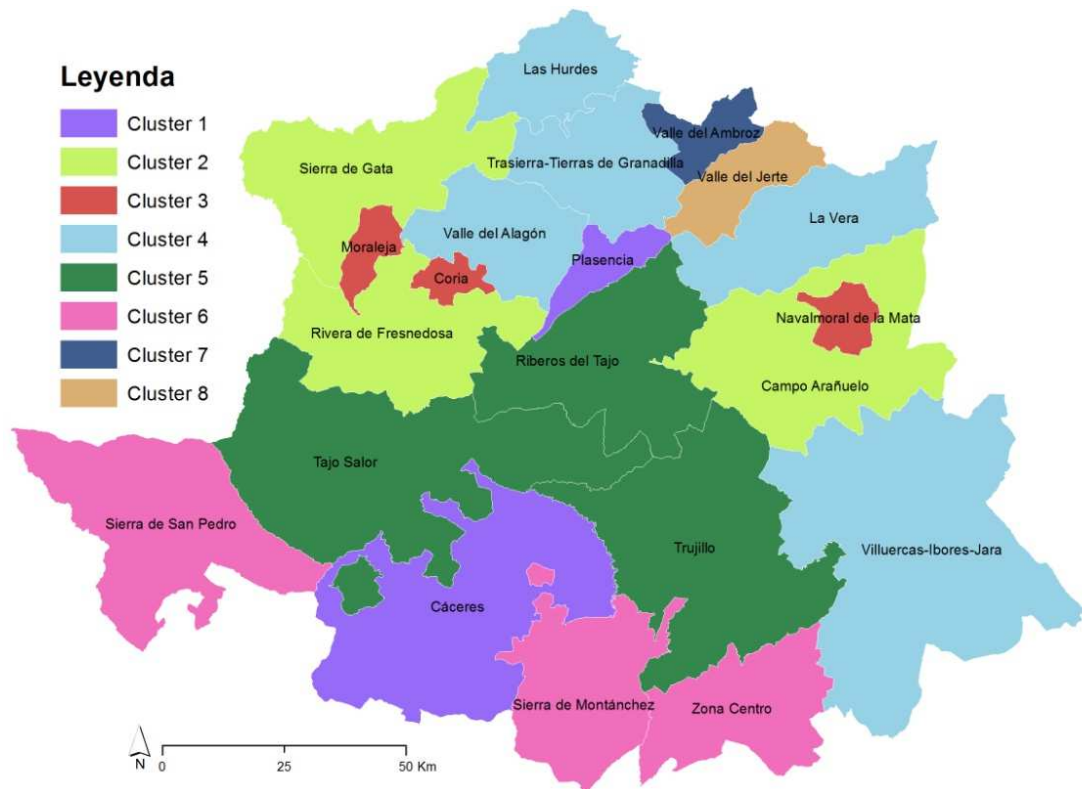 Leyenda
Cluster 1
Cluster 2
Cluster 3
Cluster 4
Cluster 5
Cluster 6
Cluster 7
Cluster 8
Las Hurdes
Valle del Ambroz
Sierra de Gata
Trasierra-Tierras de Granadilla
Valle del Jerte
La Vera
Valle del Alagón
Moraleja
Plasencia
Coria
Navalmoral de la Mata
Rivera de Fresnedosa
Riberos del Tajo
Campo Arañuelo
Tajo Salor
Sierra de San Pedro
Trujillo
Villuercas-Ibores-Jara
Cáceres
Sierra de Montánchez
Zona Centro
N
0 25 50 Km